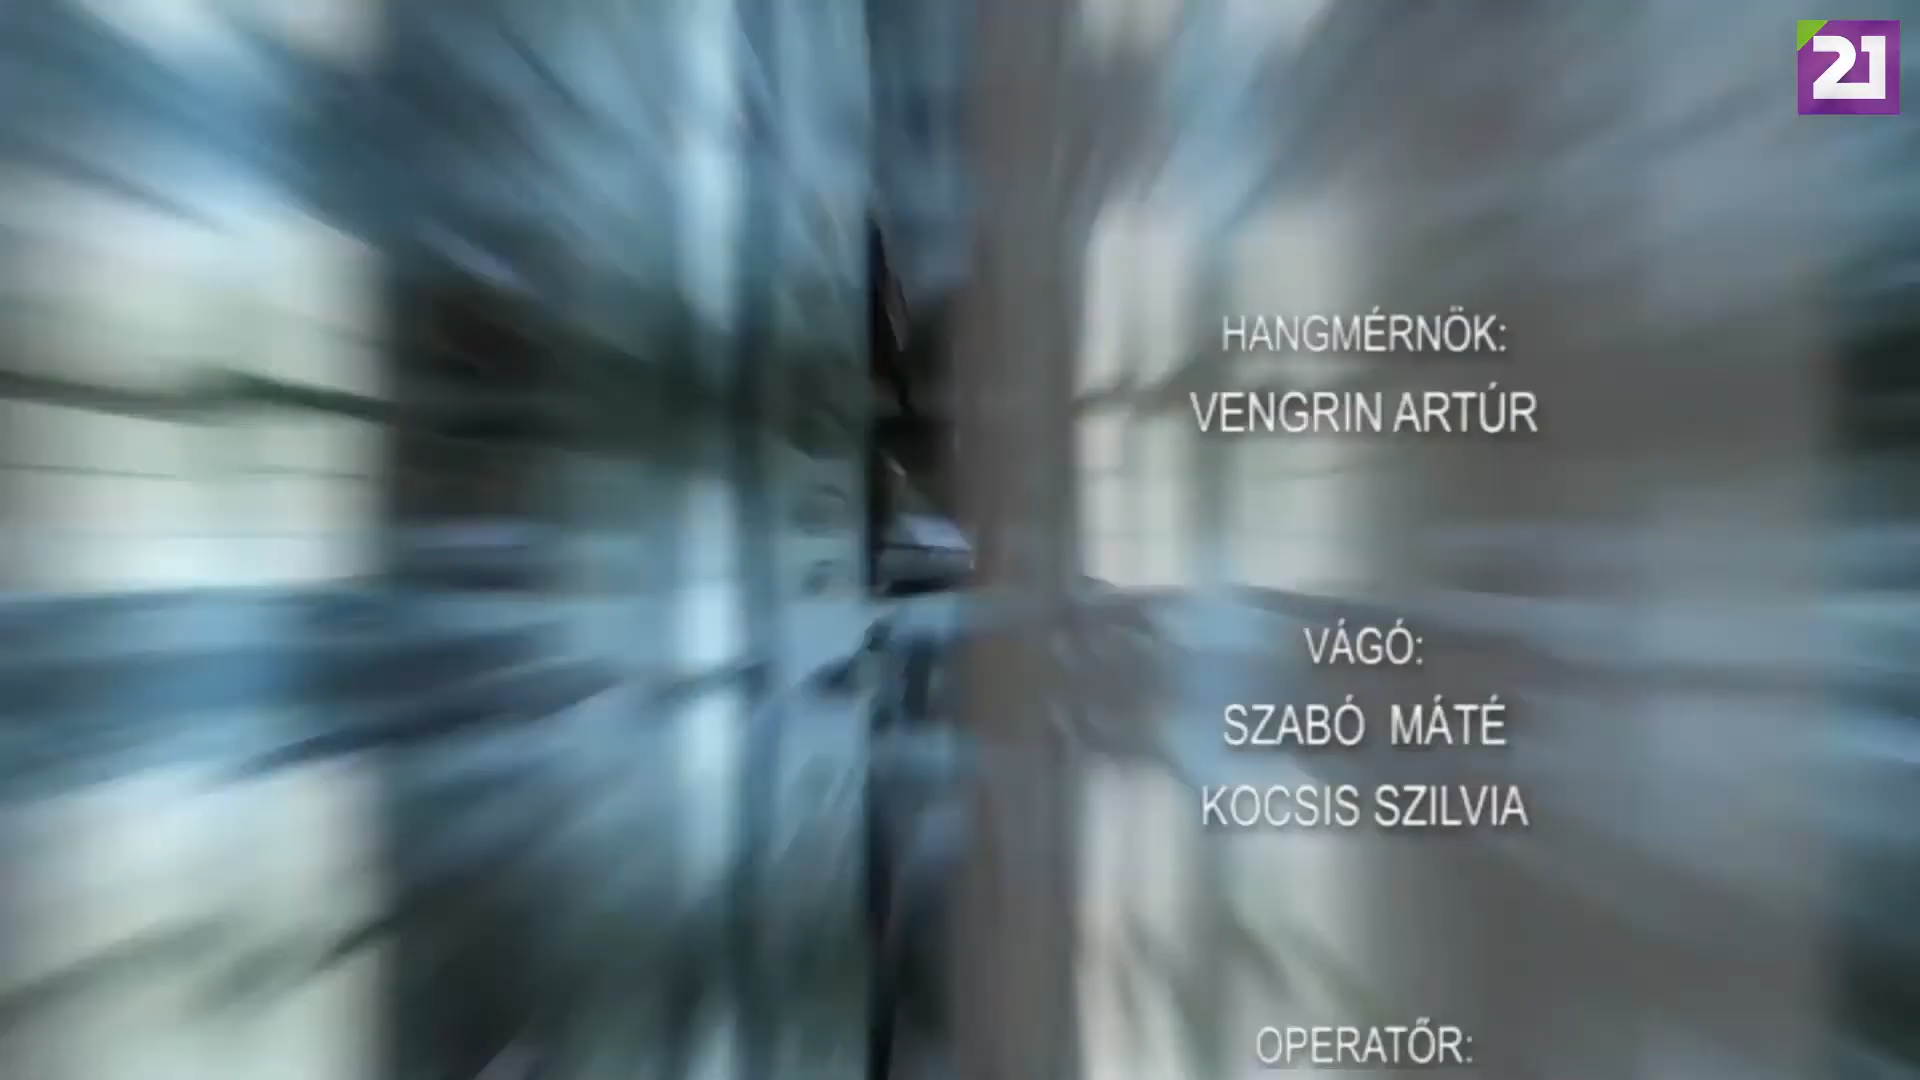 21
HANGMÉRNÖK:
VENGRIN ARTÚR
VÁGÓ:
SZABÓ MÁTÉ
KOCSIS SZILVIA
OPERATŐR: